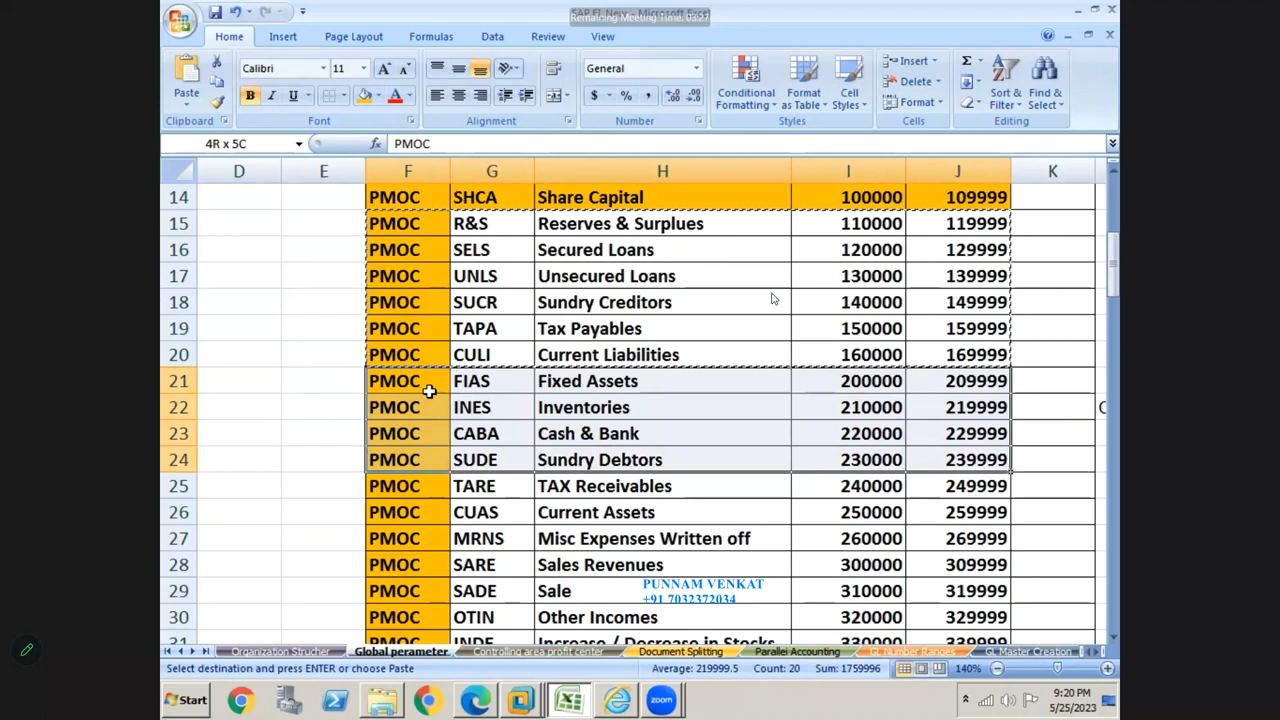 SAP FI New - Microsoft Excel
Remaining Meeting Time: 03:27
Home Insert Page Layout Formulas Data Review View
Paste
Clipboard
Calibri 11
B I U
Font
Alignment
General
$ % ,
Number
Conditional Formatting
Format as Table
Cell Styles
Styles
Insert
Delete
Format
Cells
Sort & Filter
Find & Select
Editing
4R x 5C fx PMOC
D E F G H I J K
14 PMOC SHCA Share Capital 100000 109999
15 PMOC R&S Reserves & Surplues 110000 119999
16 PMOC SELS Secured Loans 120000 129999
17 PMOC UNLS Unsecured Loans 130000 139999
18 PMOC SUCR Sundry Creditors 140000 149999
19 PMOC TAPA Tax Payables 150000 159999
20 PMOC CULI Current Liabilities 160000 169999
21 PMOC FIAS Fixed Assets 200000 209999
22 PMOC INES Inventories 210000 219999
23 PMOC CABA Cash & Bank 220000 229999
24 PMOC SUDE Sundry Debtors 230000 239999
25 PMOC TARE TAX Receivables 240000 249999
26 PMOC CUAS Current Assets 250000 259999
27 PMOC MRNS Misc Expenses Written off 260000 269999
28 PMOC SARE Sales Revenues 300000 309999
29 PMOC SADE Sale 310000 319999
PUNNAM VENKAT
+91 7032372034
30 PMOC OTIN Other Incomes 320000 329999
31 PMOC INDE Increase / Decrease in Stocks 330000 339999
Organization Strucher Global perameter Controlling area profit center Document Splitting Parallel Accounting GL Number Ranges GL Master Creation
Select destination and press ENTER or choose Paste Average: 219999.5 Count: 20 Sum: 1759996 140%
Start zoom 9:20 PM
5/25/2023